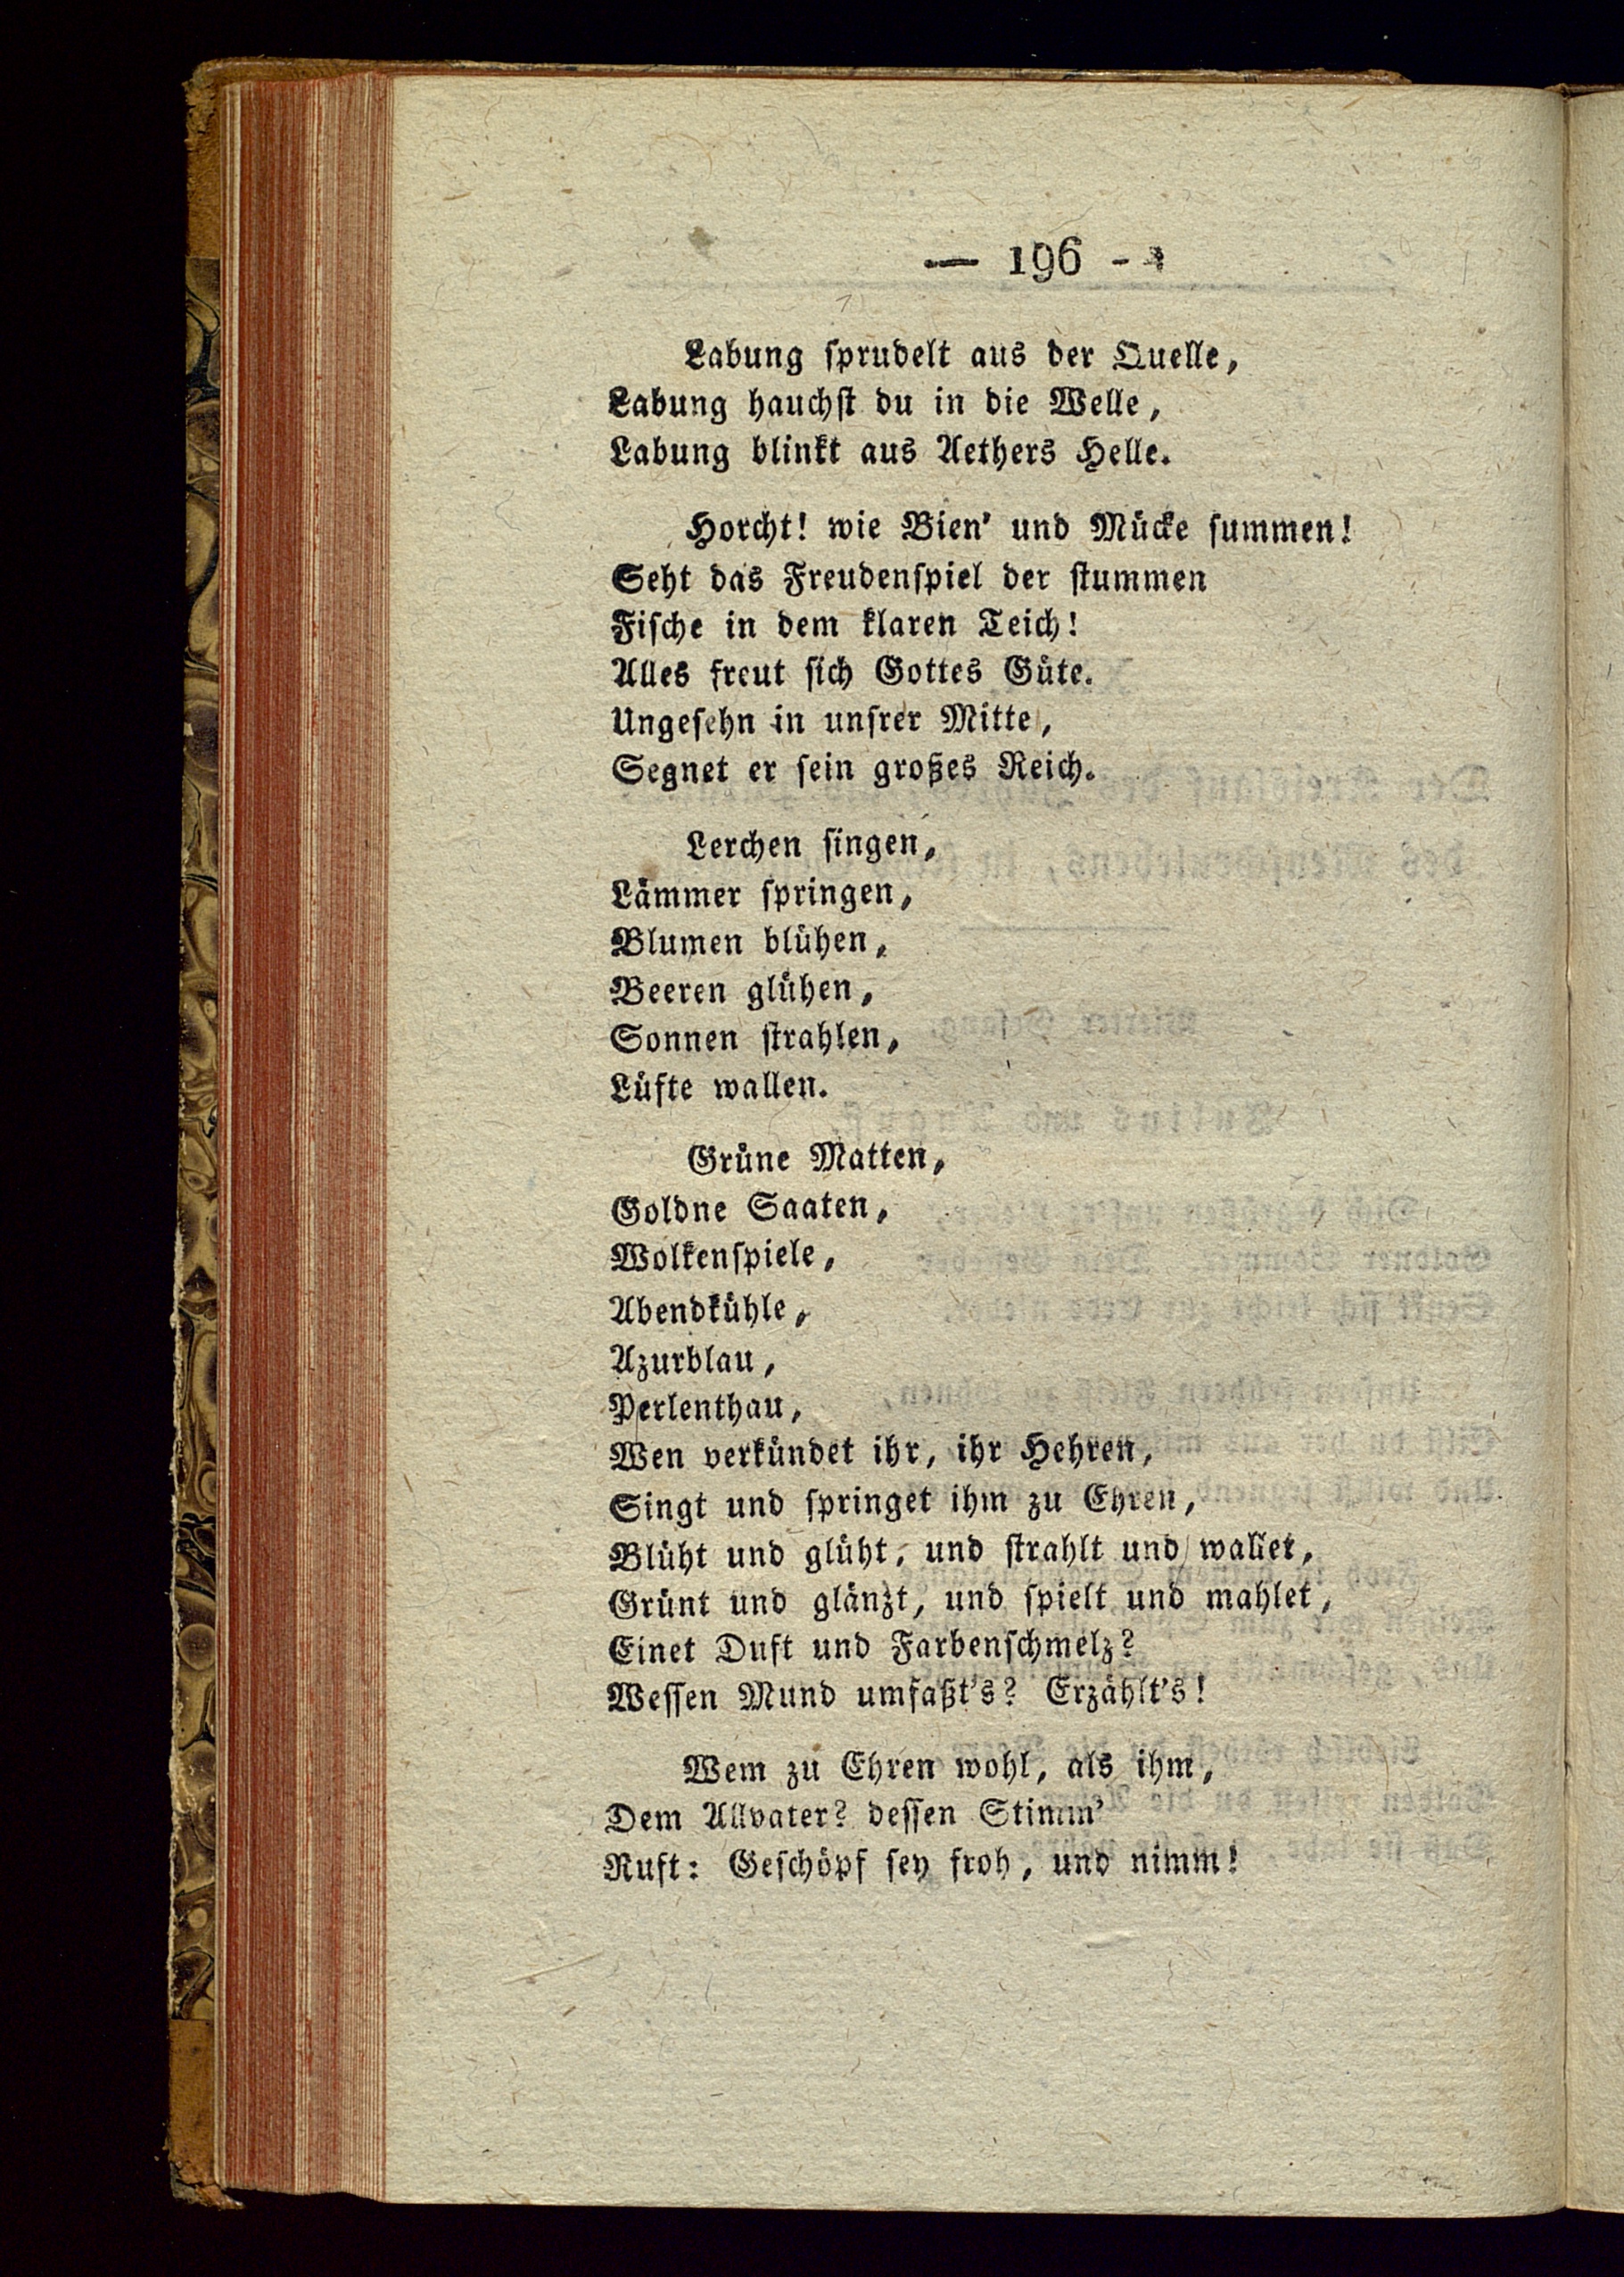 — 196 —
Labung ſprudelt aus der Quelle,
Labung hauchſt du in die Welle,
Labung blinkt aus Aethers Helle.
Horcht! wie Bien' und Mücke ſummen!
Seht das Freudenſpiel der ſtummen
Fiſche in dem klaren Teich!
Alles freut ſich Gottes Güte.
Ungeſehn in unſrer Mitte,
Segnet er ſein großes Reich.
Lerchen ſingen,
Lämmer ſpringen,
Blumen blühen,
Beeren glühen,
Sonnen ſtrahlen,
Lüfte wallen.
Grüne Matten,
Goldne Saaten,
Wolkenſpiele,
Abendkühle,
Azurblau,
Perlenthau,
Wen verkündet ihr, ihr Hehren,
Singt und ſpringet ihm zu Ehren,
Blüht und glüht, und ſtrahlt und wallet,
Grünt und glänzt, und ſpielt und mahlet,
Einet Duft und Farbenſchmelz?
Weſſen Mund umfaßt's? Erzählt's!
Wem zu Ehren wohl, als ihm,
Dem Allvater? deſſen Stimm'
Ruft: Geſchöpf ſey froh, und nimm!